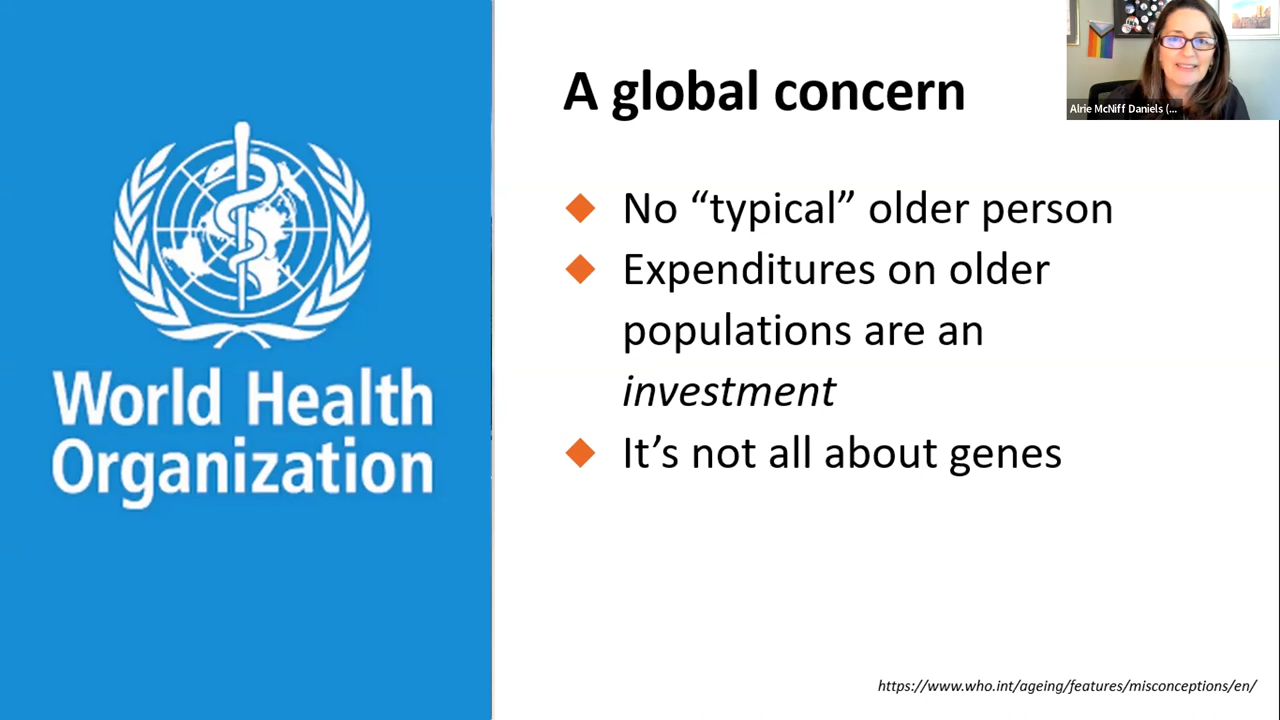 World Health
Organization
A global concern
No “typical” older person
Expenditures on older
populations are an
investment
It’s not all about genes
https://www.who.int/ageing/features/misconceptions/en/
Alrie McNiff Daniels (...